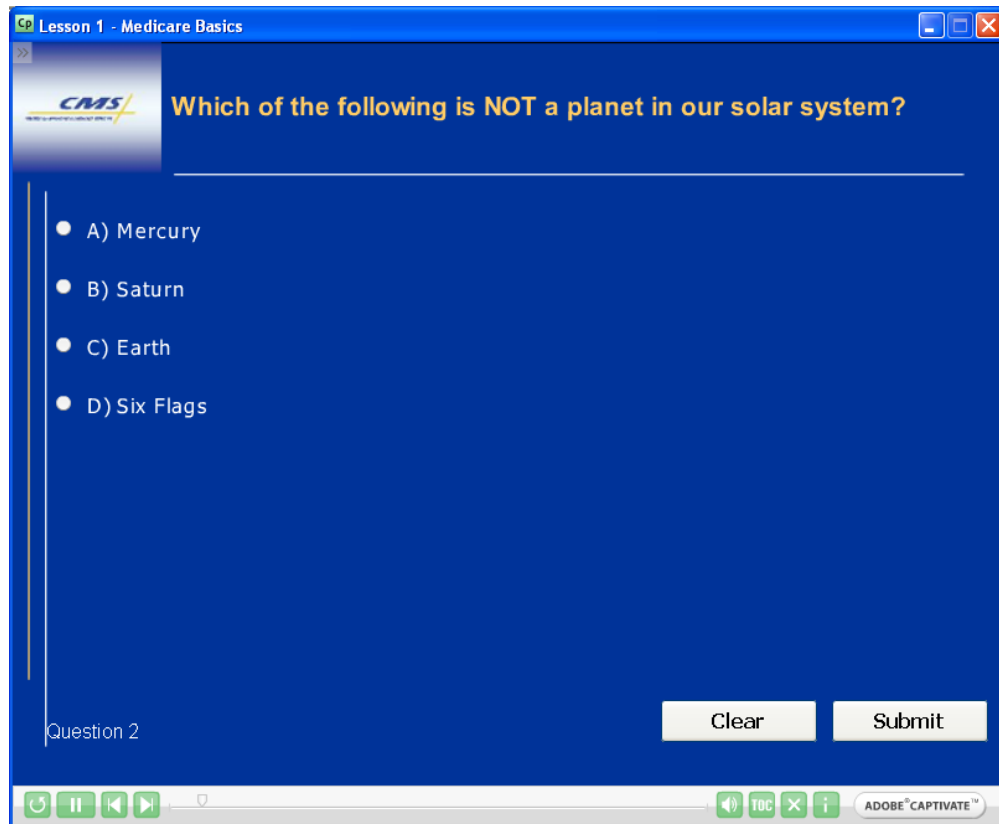 Cp Lesson 1 - Medicare Basics
CMS
Which of the following is NOT a planet in our solar system?
A) Mercury
B) Saturn
C) Earth
D) Six Flags
Question 2
Clear
Submit
TOC
i
ADOBE® CAPTIVATE™